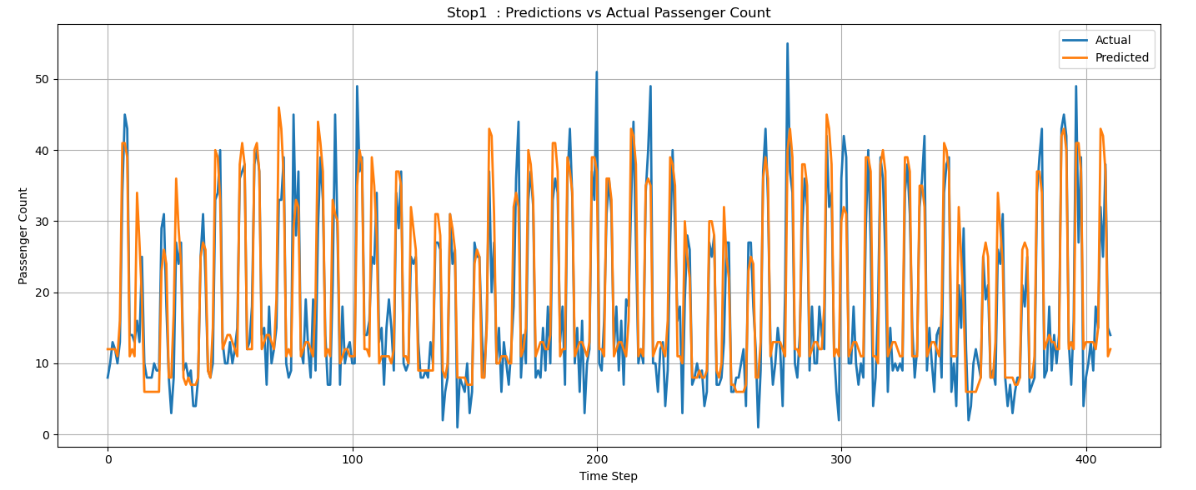 Stop1  : Predictions vs Actual Passenger Count
Actual
Predicted
Passenger Count
50
40
30
20
10
0
0 100 200 300 400
Time Step